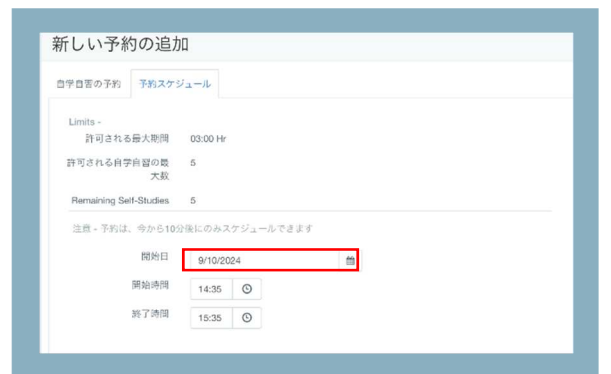 新しい予約の追加
自学自習の予約 予約スケジュール
Limits -
許可される最大期間 03:00 Hr
許可される自学自習の最 5
大数
Remaining Self-Studies 5
注意 - 予約は、今から10分後にのみスケジュールできます
開始日 9/10/2024
開始時間 14:35
終了時間 15:35